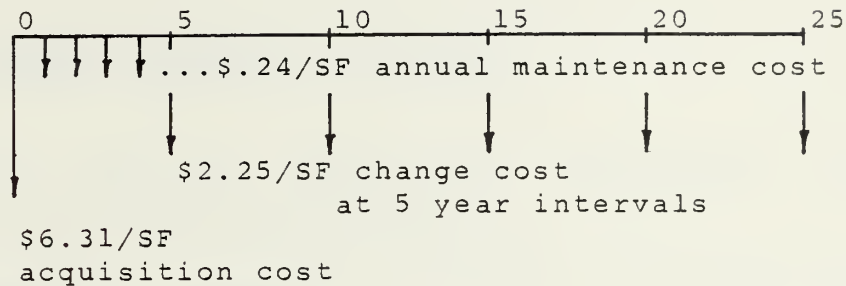 0 5 10 15 20 25
...$.24/SF annual maintenance cost
$2.25/SF change cost
at 5 year intervals
$6.31/SF
acquisition cost